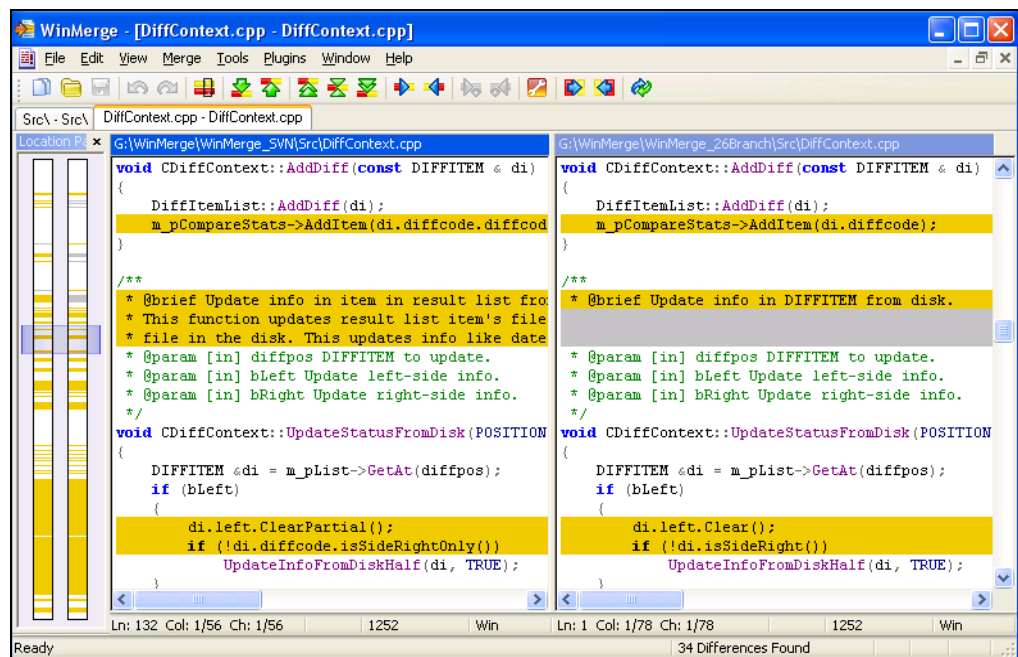 WinMerge - [DiffContext.cpp - DiffContext.cpp]
File Edit View Merge Tools Plugins Window Help
Src\ - Src\ DiffContext.cpp - DiffContext.cpp
Location Pa
G:\WinMerge\WinMerge_SVN\Src\DiffContext.cpp
void CDiffContext::AddDiff(const DIFFITEM & di)
{
DiffItemList::AddDiff(di);
m_pCompareStats->AddItem(di.diffcode.diffcod
}
/**
* @brief Update info in item in result list fro
* This function updates result list item's file
* file in the disk. This updates info like date
* @param [in] diffpos DIFFITEM to update.
* @param [in] bLeft Update left-side info.
* @param [in] bRight Update right-side info.
*/
void CDiffContext::UpdateStatusFromDisk(POSITION
{
DIFFITEM &di = m_pList->GetAt(diffpos);
if (bLeft)
{
di.left.ClearPartial();
if (!di.diffcode.isSideRightOnly())
UpdateInfoFromDiskHalf(di, TRUE);
}
Ln: 132 Col: 1/56 Ch: 1/56 1252 Win
G:\WinMerge\WinMerge_26Branch\Src\DiffContext.cpp
void CDiffContext::AddDiff(const DIFFITEM & di)
{
DiffItemList::AddDiff(di);
m_pCompareStats->AddItem(di.diffcode);
}
/**
* @brief Update info in DIFFITEM from disk.
* @param [in] diffpos DIFFITEM to update.
* @param [in] bLeft Update left-side info.
* @param [in] bRight Update right-side info.
*/
void CDiffContext::UpdateStatusFromDisk(POSITION
{
DIFFITEM &di = m_pList->GetAt(diffpos);
if (bLeft)
{
di.left.Clear();
if (!di.isSideRight())
UpdateInfoFromDiskHalf(di, TRUE);
}
Ln: 1 Col: 1/78 Ch: 1/78 1252 Win
Ready 34 Differences Found